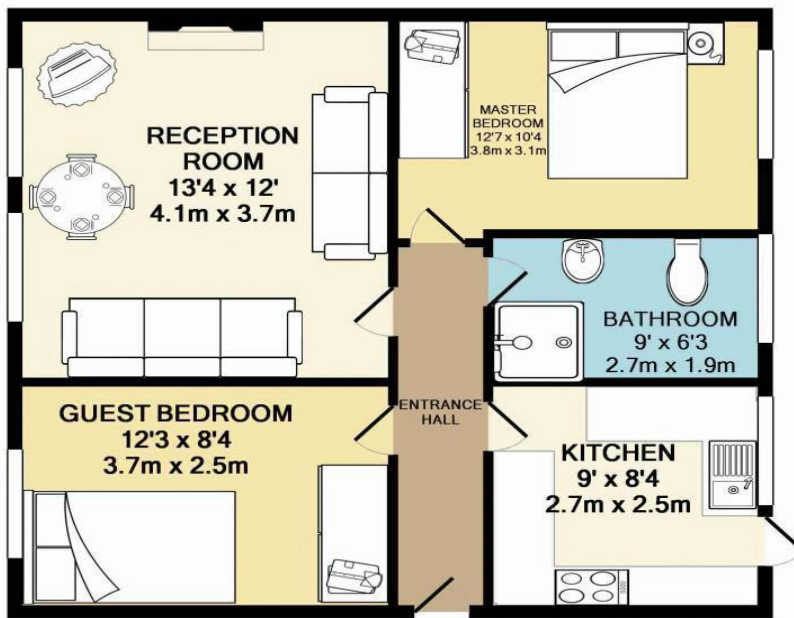 RECEPTION
ROOM
13'4 x 12'
4.1m x 3.7m
MASTER
BEDROOM
12'7 x 10'4
3.8m x 3.1m
BATHROOM
9' x 6'3
2.7m x 1.9m
GUEST BEDROOM
12'3 x 8'4
3.7m x 2.5m
ENTRANCE
HALL
KITCHEN
9' x 8'4
2.7m x 2.5m